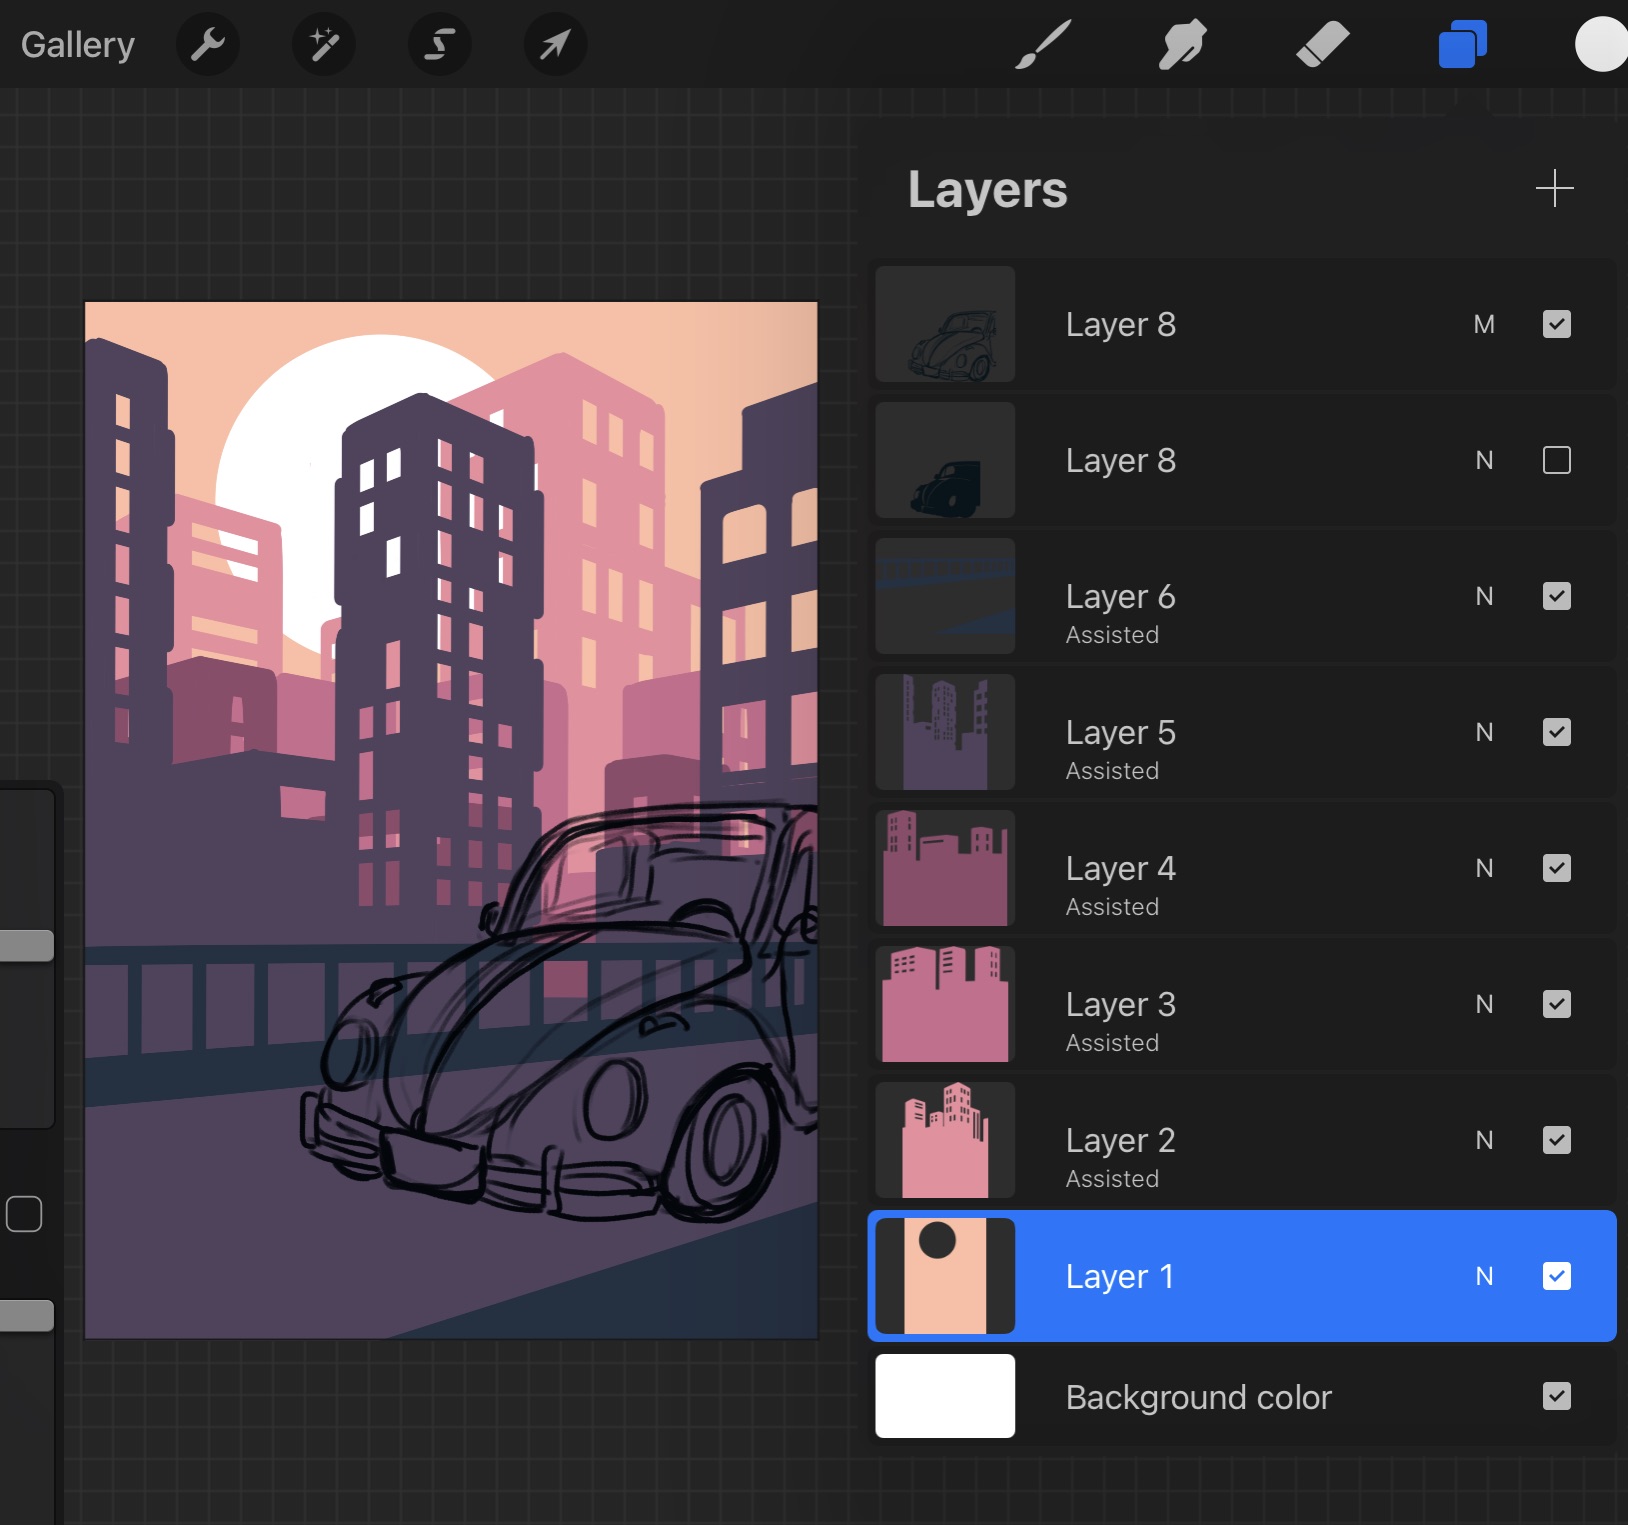 Gallery
Layers
Layer 8 M
Layer 8 N
Layer 6 N
Assisted
Layer 5 N
Assisted
Layer 4 N
Assisted
Layer 3 N
Assisted
Layer 2 N
Assisted
Layer 1 N
Background color